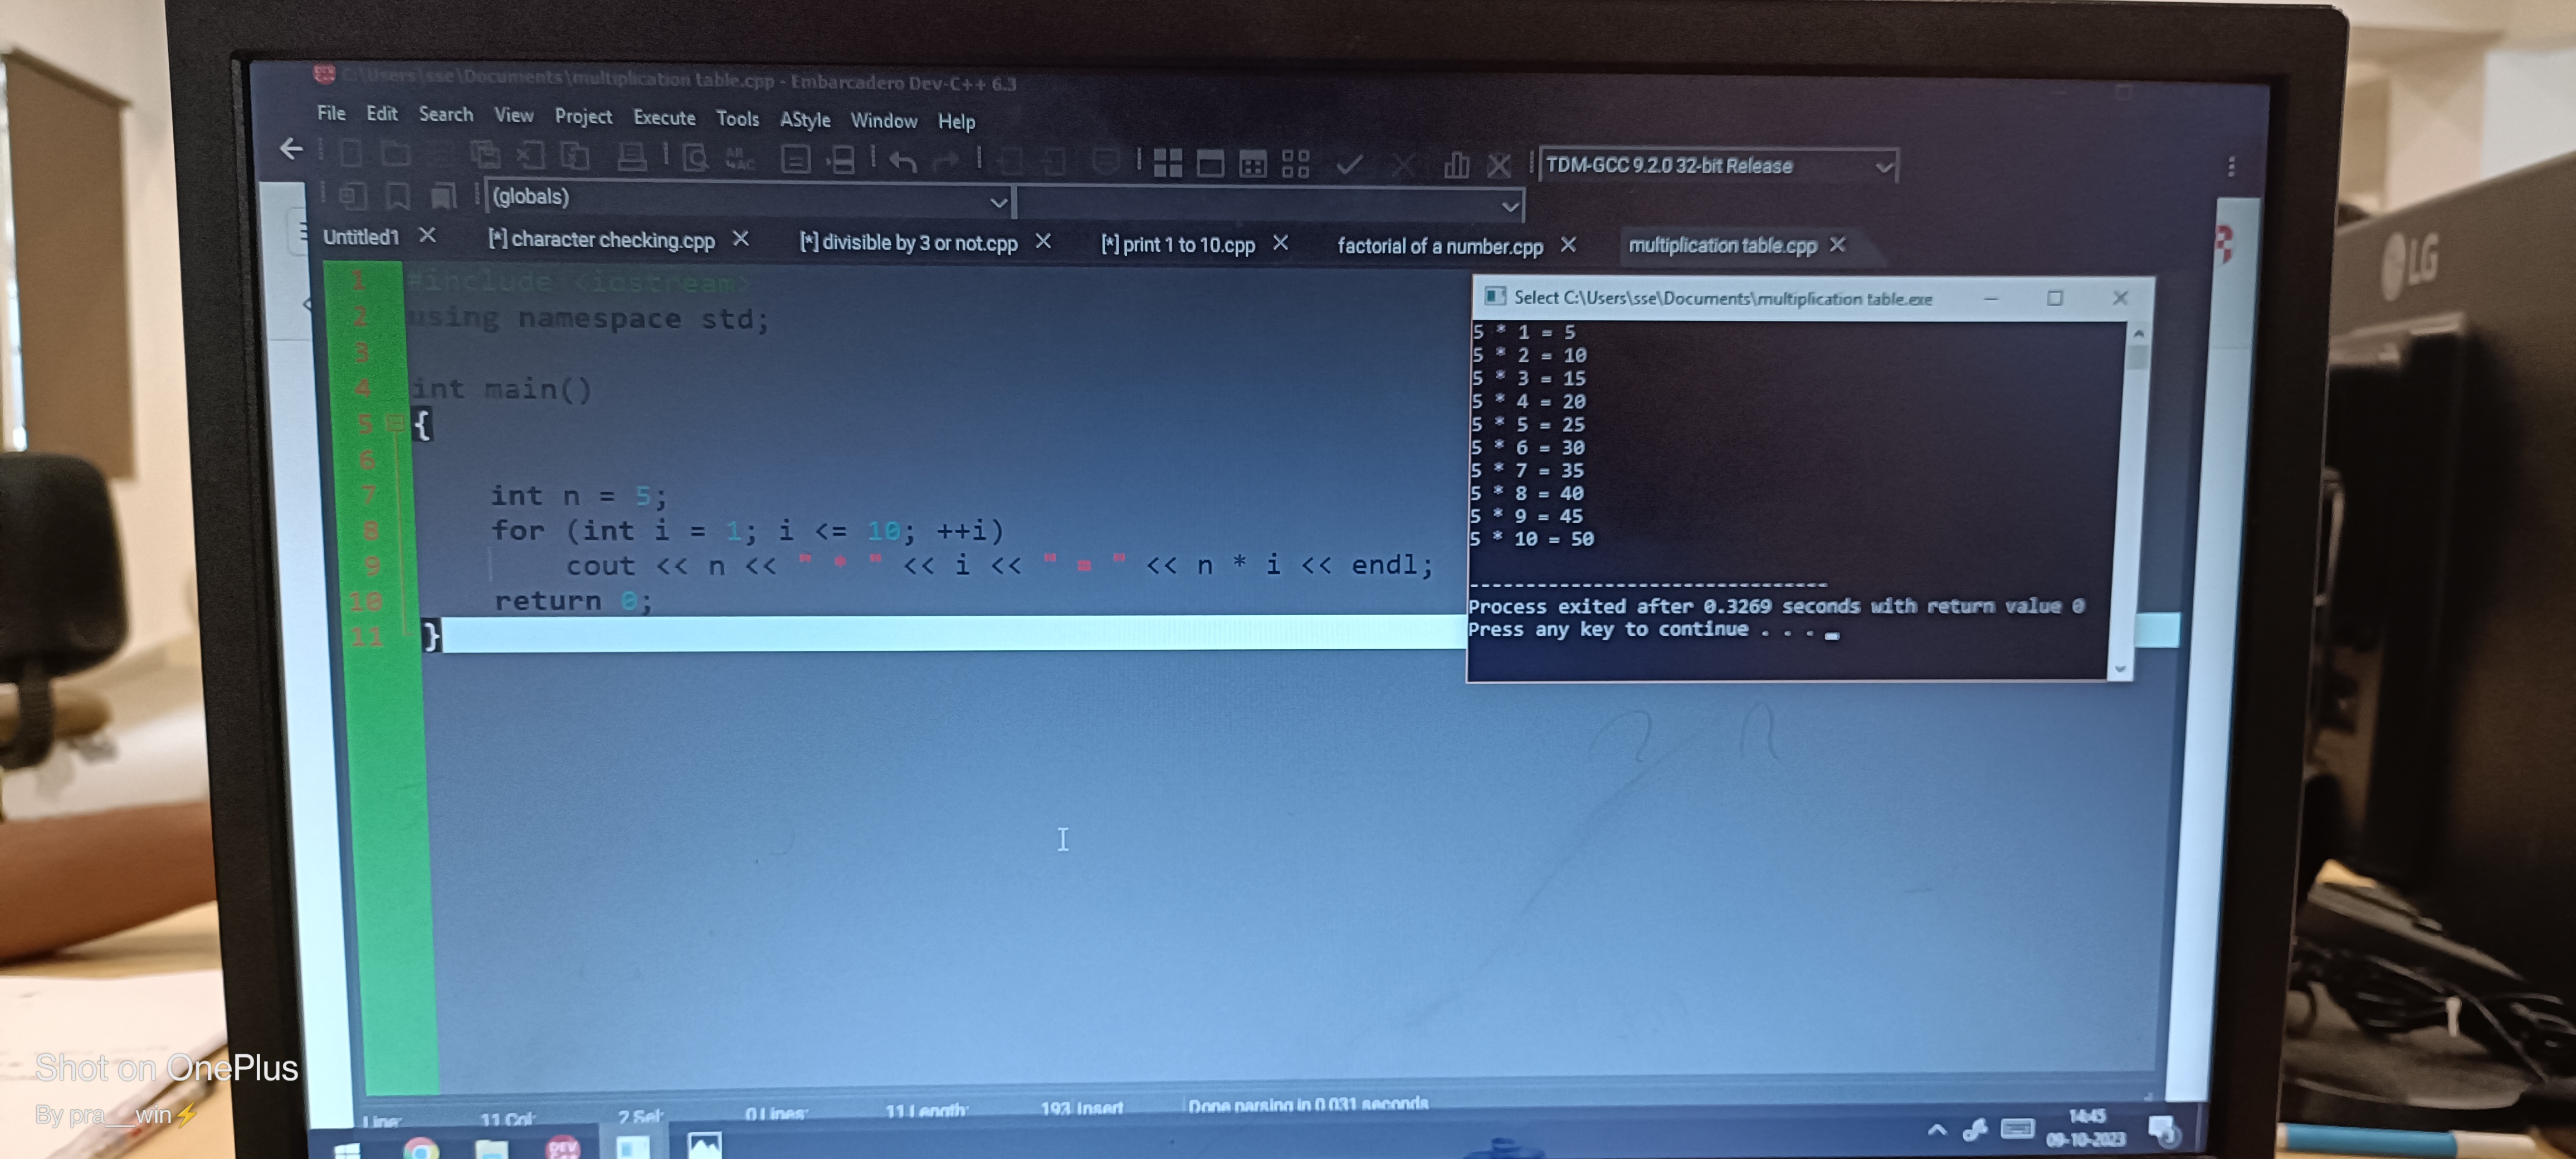 C:\Users\sse\Documents\multiplication table.cpp - Embarcadero Dev-C++ 6.3
File Edit Search View Project Execute Tools AStyle Window Help
TDM-GCC 9.2.0 32-bit Release
(globals)
Untitled1 [*] character checking.cpp [*] divisible by 3 or not.cpp [*] print 1 to 10.cpp factorial of a number.cpp multiplication table.cpp
1 #include <iostream>
2 using namespace std;
3
4 int main()
5 {
6
7 int n = 5;
8 for (int i = 1; i <= 10; ++i)
9 cout << n << " * " << i << " = " << n * i << endl;
10 return 0;
11 }
Select C:\Users\sse\Documents\multiplication table.exe
5 * 1 = 5
5 * 2 = 10
5 * 3 = 15
5 * 4 = 20
5 * 5 = 25
5 * 6 = 30
5 * 7 = 35
5 * 8 = 40
5 * 9 = 45
5 * 10 = 50
--------------------------------
Process exited after 0.3269 seconds with return value 0
Press any key to continue . . .
Line: 11 Col: 2 Sel: 0 Lines: 11 Length: 193 Insert Done parsing in 0.031 seconds
14:45
09-10-2023
3
DEV
LG
Shot on OnePlus
By pra__win⚡